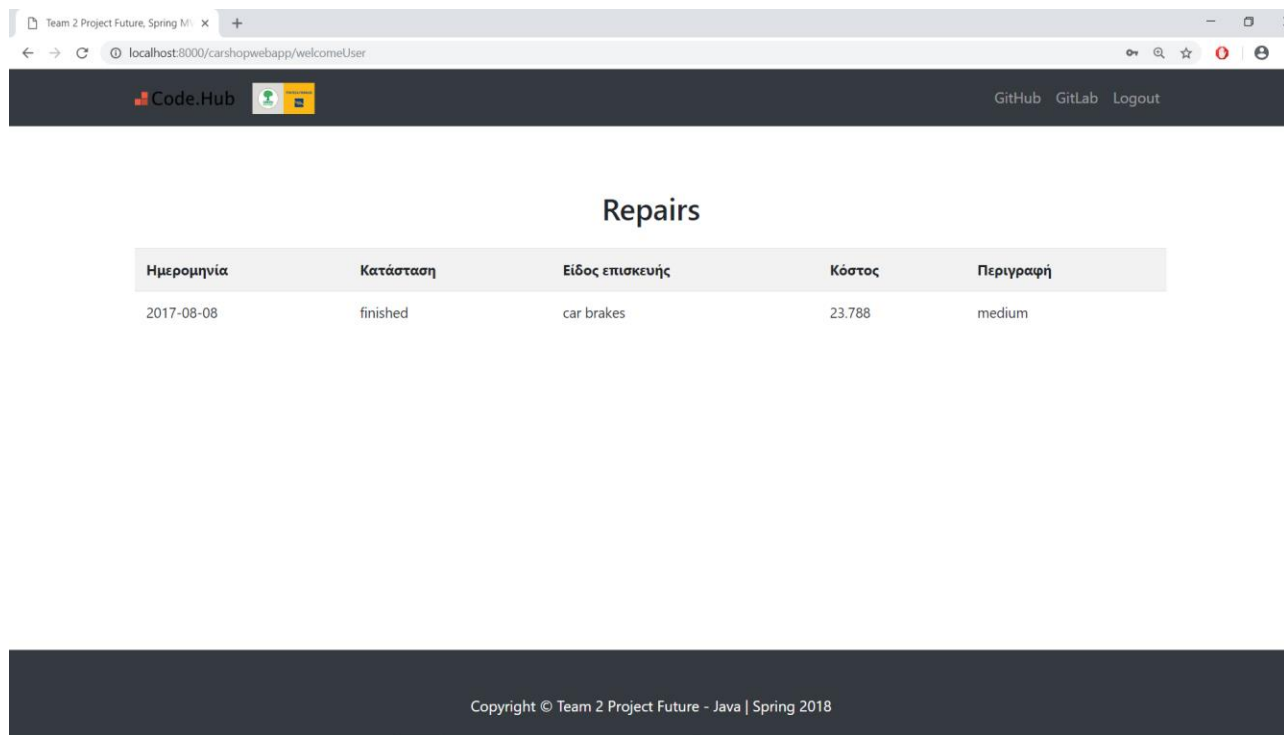 Team 2 Project Future, Spring M
localhost:8000/carshopwebapp/welcomeUser
Code.Hub GitHub GitLab Logout
Repairs
Ημερομηνία Κατάσταση Είδος επισκευής Κόστος Περιγραφή
2017-08-08 finished car brakes 23.788 medium
Copyright © Team 2 Project Future - Java | Spring 2018